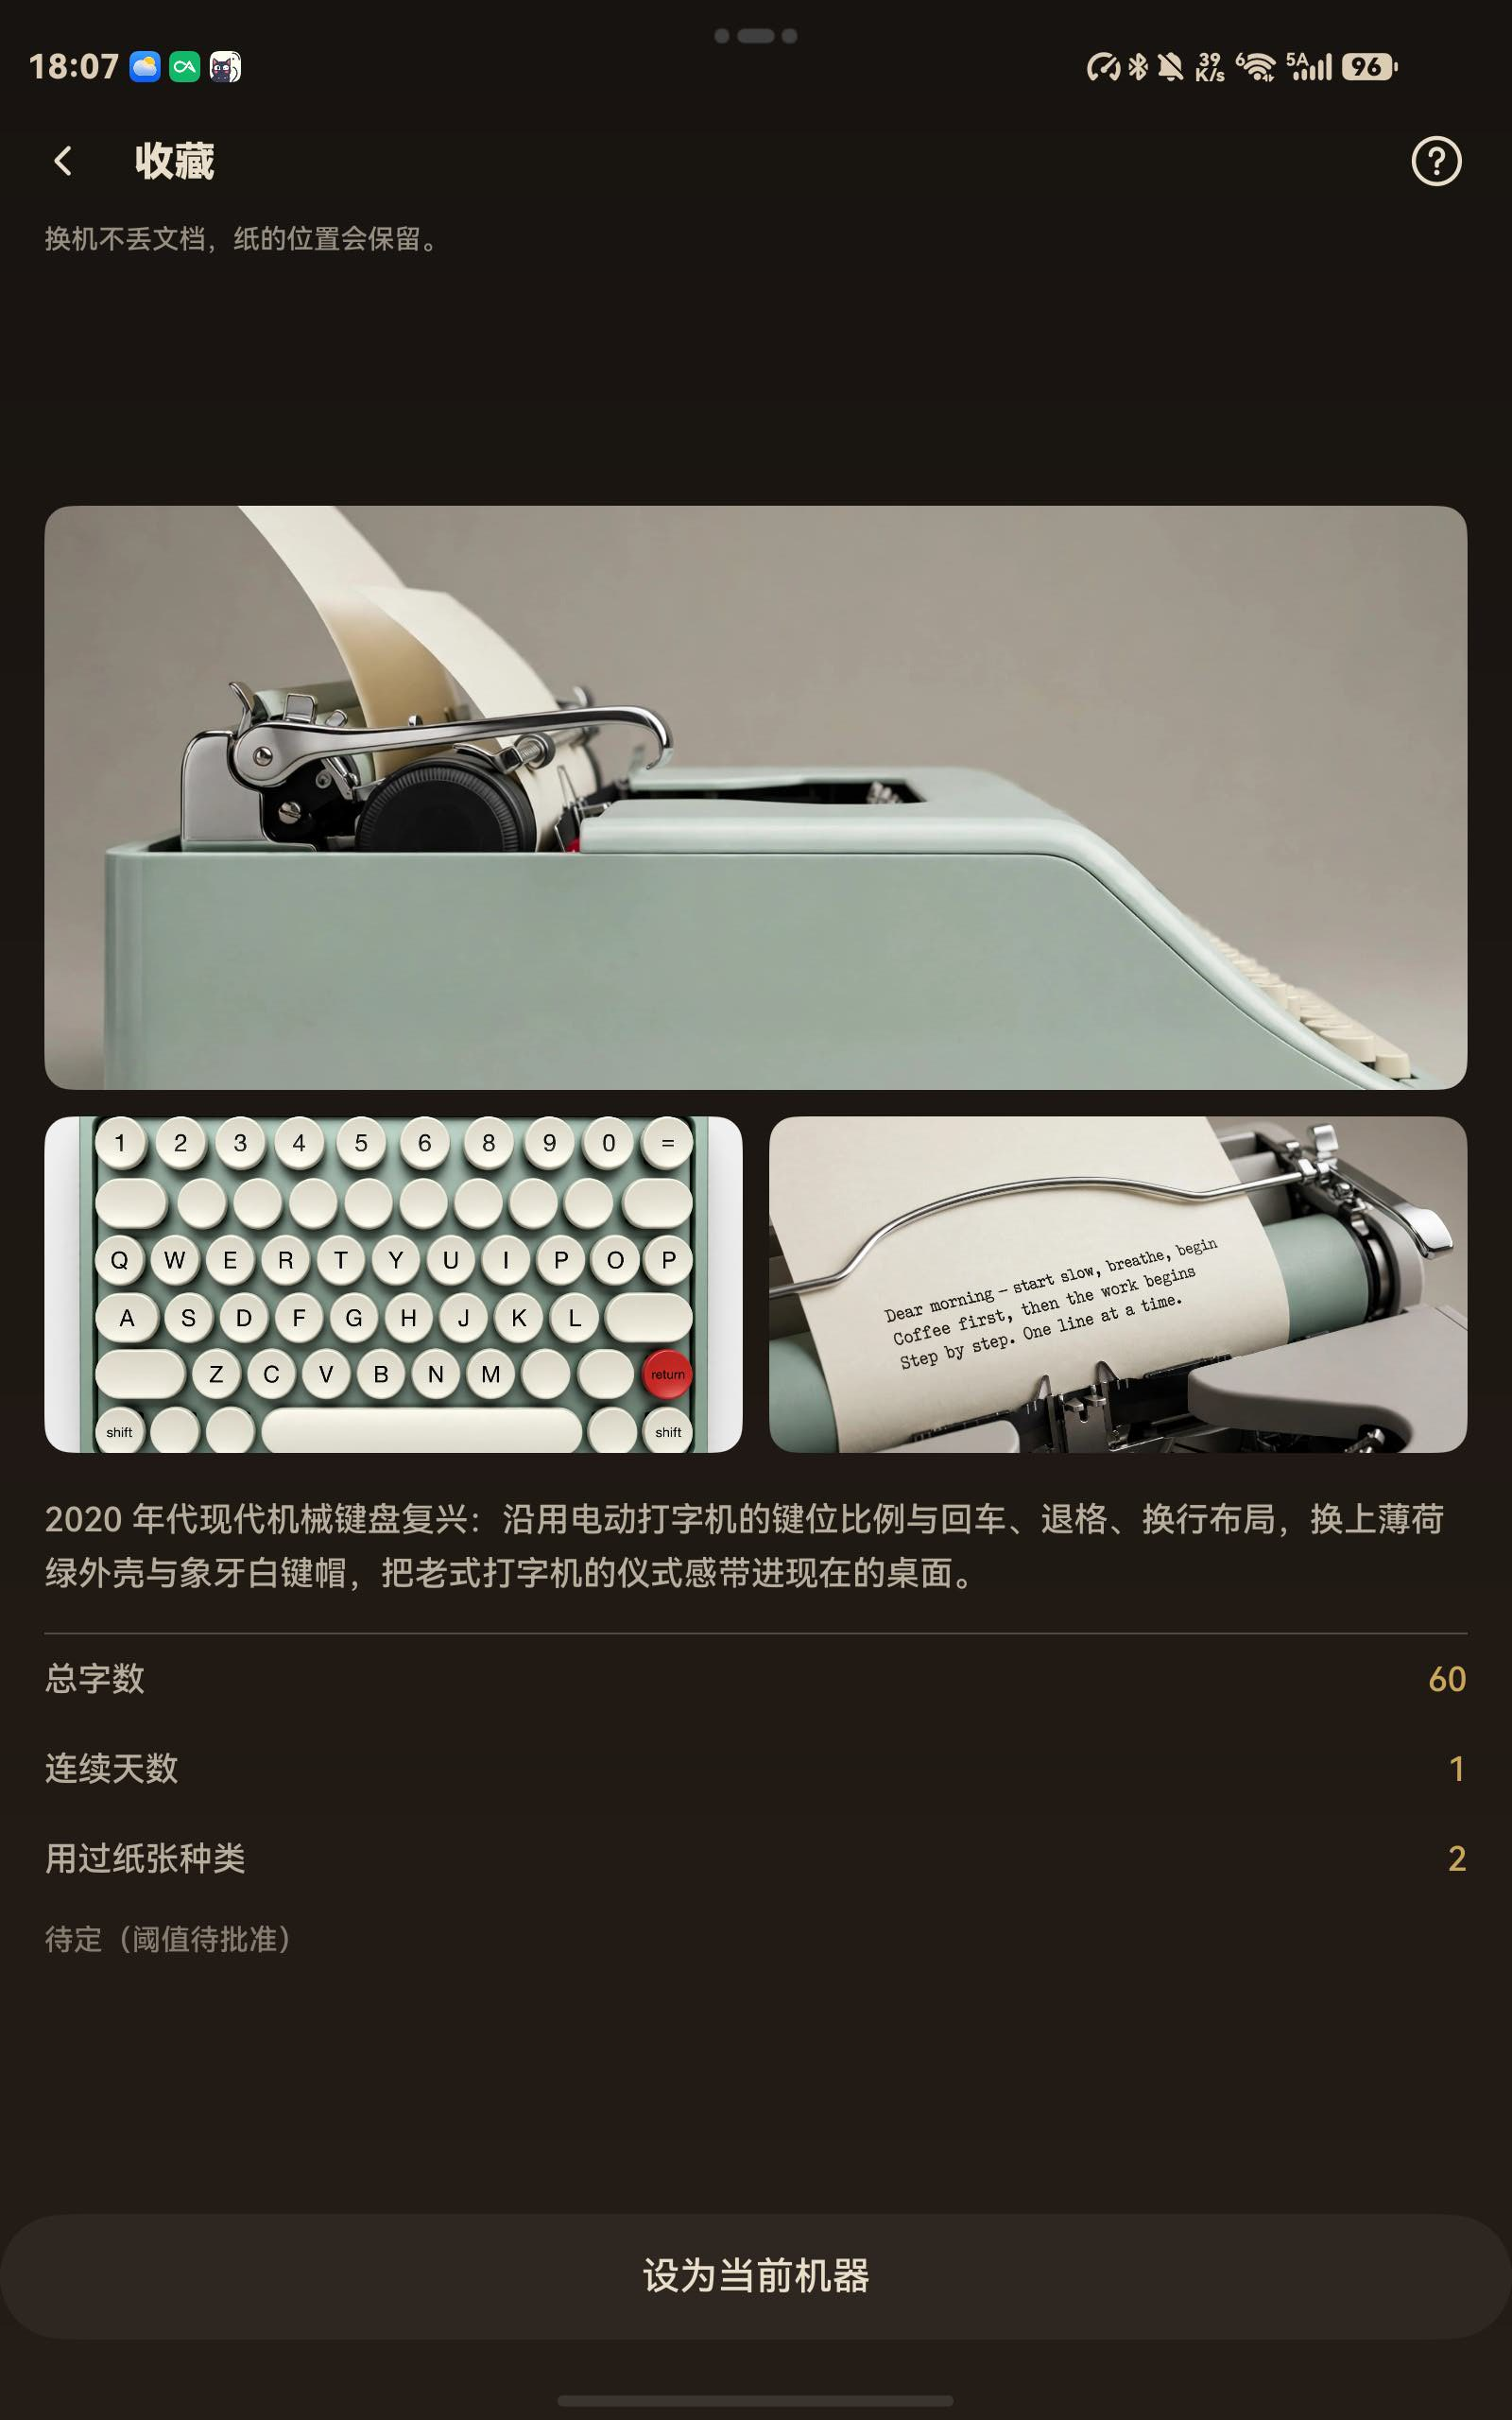 18:07
39
K/s
6
5A
96
收藏
?
换机不丢文档，纸的位置会保留。
1 2 3 4 5 6 8 9 0 =
Q W E R T Y U I P O P
A S D F G H J K L
Z C V B N M return
shift shift
Dear morning – start slow, breathe, begin
Coffee first, then the work begins
Step by step. One line at a time.
2020 年代现代机械键盘复兴：沿用电动打字机的键位比例与回车、退格、换行布局，换上薄荷
绿外壳与象牙白键帽，把老式打字机的仪式感带进现在的桌面。
总字数 60
连续天数 1
用过纸张种类 2
待定（阈值待批准）
设为当前机器